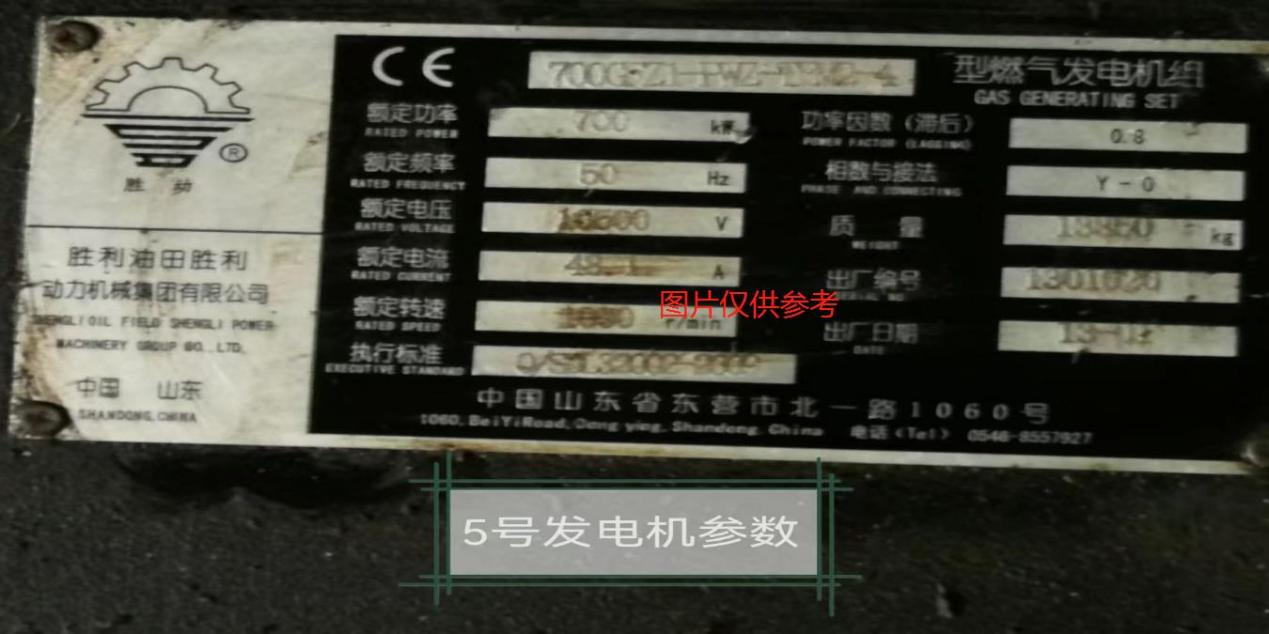 胜动
胜利油田胜利
动力机械集团有限公司
SHENGLI OIL FIELD SHENGLI POWER
MACHINERY GROUP CO., LTD.
中国 山东
SHANDONG, CHINA
CE
型燃气发电机组
GAS GENERATING SET
额定功率 700 kW
RATED POWER
功率因数（滞后） 0.8
POWER FACTOR (LAGGING)
额定频率 50 Hz
RATED FREQUENCY
相数与接法 Y-0
PHASE AND CONNECTING
额定电压 10500 V
RATED VOLTAGE
质量 kg
WEIGHT
额定电流 A
RATED CURRENT
出厂编号
SERIAL NO
额定转速 r/min
RATED SPEED
出厂日期
DATE
执行标准
EXECUTIVE STANDARD
中国山东省东营市北一路1060号
1060, BeiYiRoad, Dong ying, Shandong, China 电话（Tel） 0546-8557927
图片仅供参考
5号发电机参数